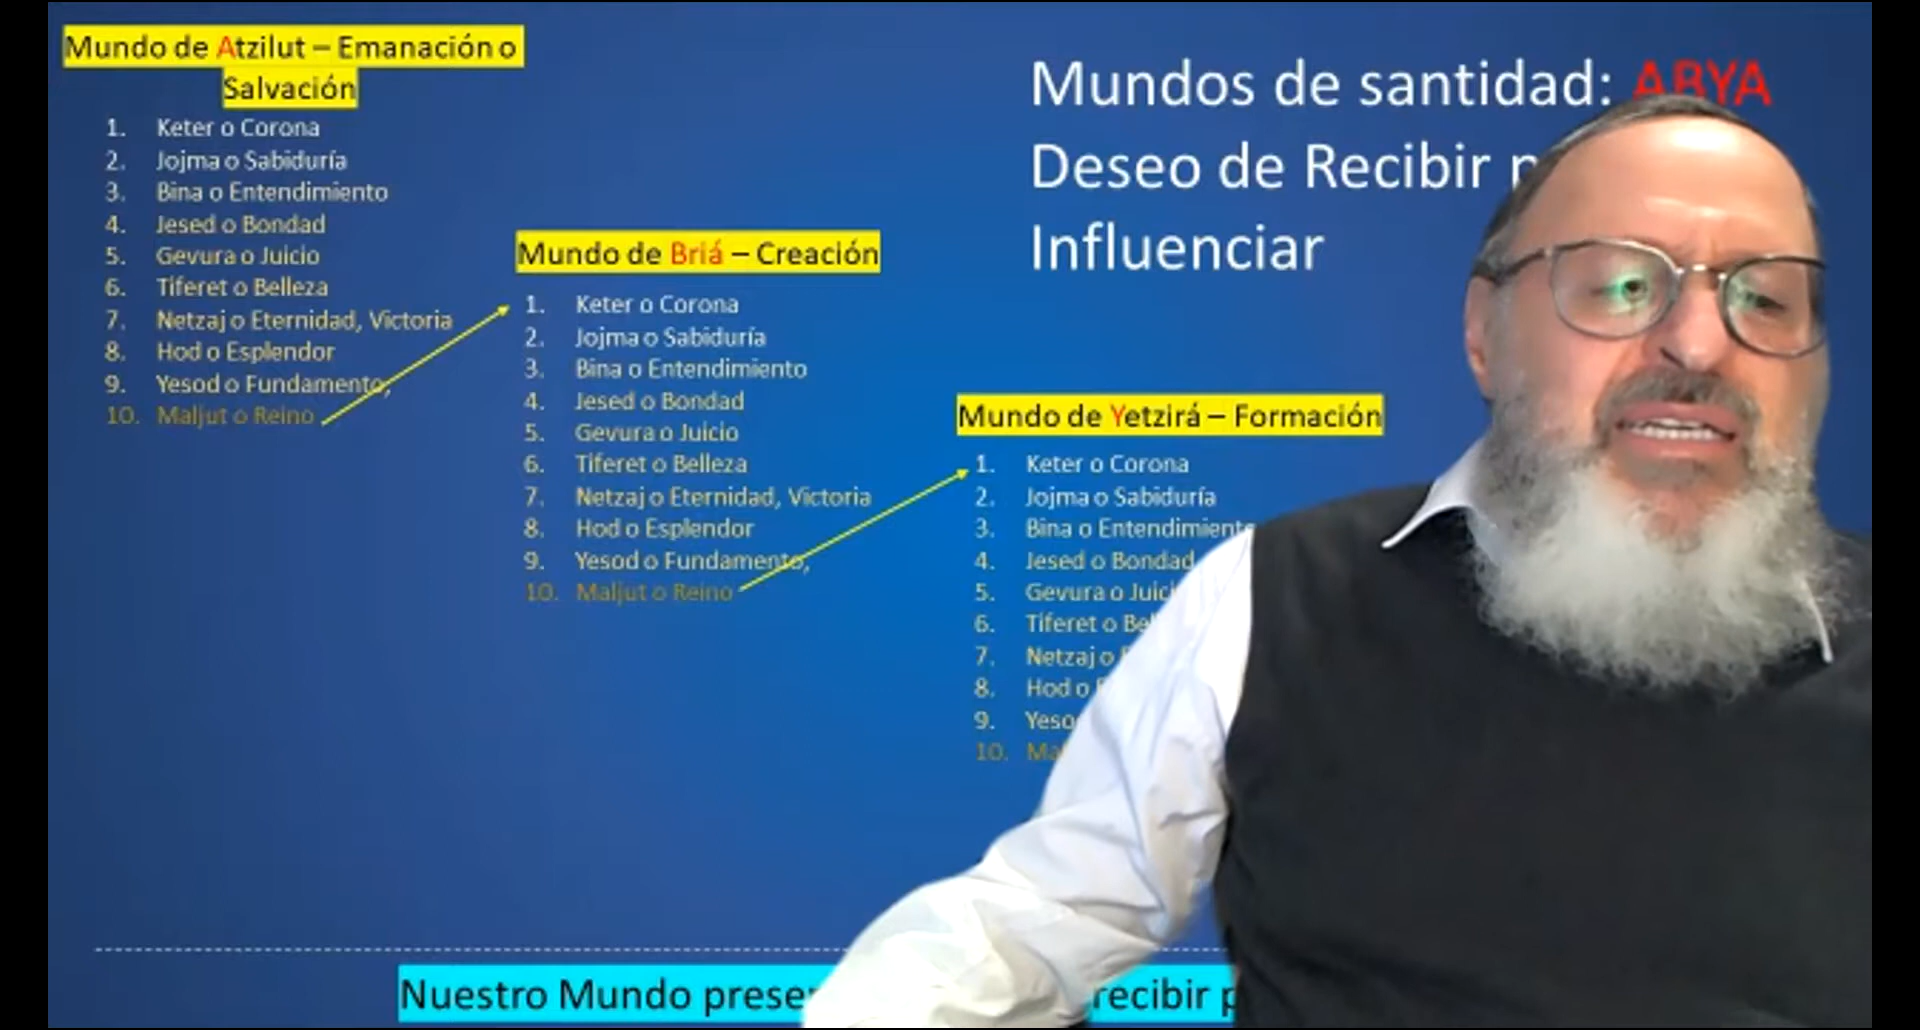 Mundo de Atzilut – Emanación o
Salvación
1. Keter o Corona
2. Jojma o Sabiduría
3. Bina o Entendimiento
4. Jesed o Bondad
5. Gevura o Juicio
6. Tiferet o Belleza
7. Netzaj o Eternidad, Victoria
8. Hod o Esplendor
9. Yesod o Fundamento,
10. Maljut o Reino
Mundo de Briá – Creación
1. Keter o Corona
2. Jojma o Sabiduría
3. Bina o Entendimiento
4. Jesed o Bondad
5. Gevura o Juicio
6. Tiferet o Belleza
7. Netzaj o Eternidad, Victoria
8. Hod o Esplendor
9. Yesod o Fundamento,
10. Maljut o Reino
Mundos de santidad: ABYA
Deseo de Recibir
Influenciar
Mundo de Yetzirá – Formación
1. Keter o Corona
2. Jojma o Sabiduría
3. Bina o Entendimiento
4. Jesed o Bondad
5. Gevura o
6. Tiferet o
7. Netzaj o
8. Hod o
9.
10.
Nuestro Mundo recibir